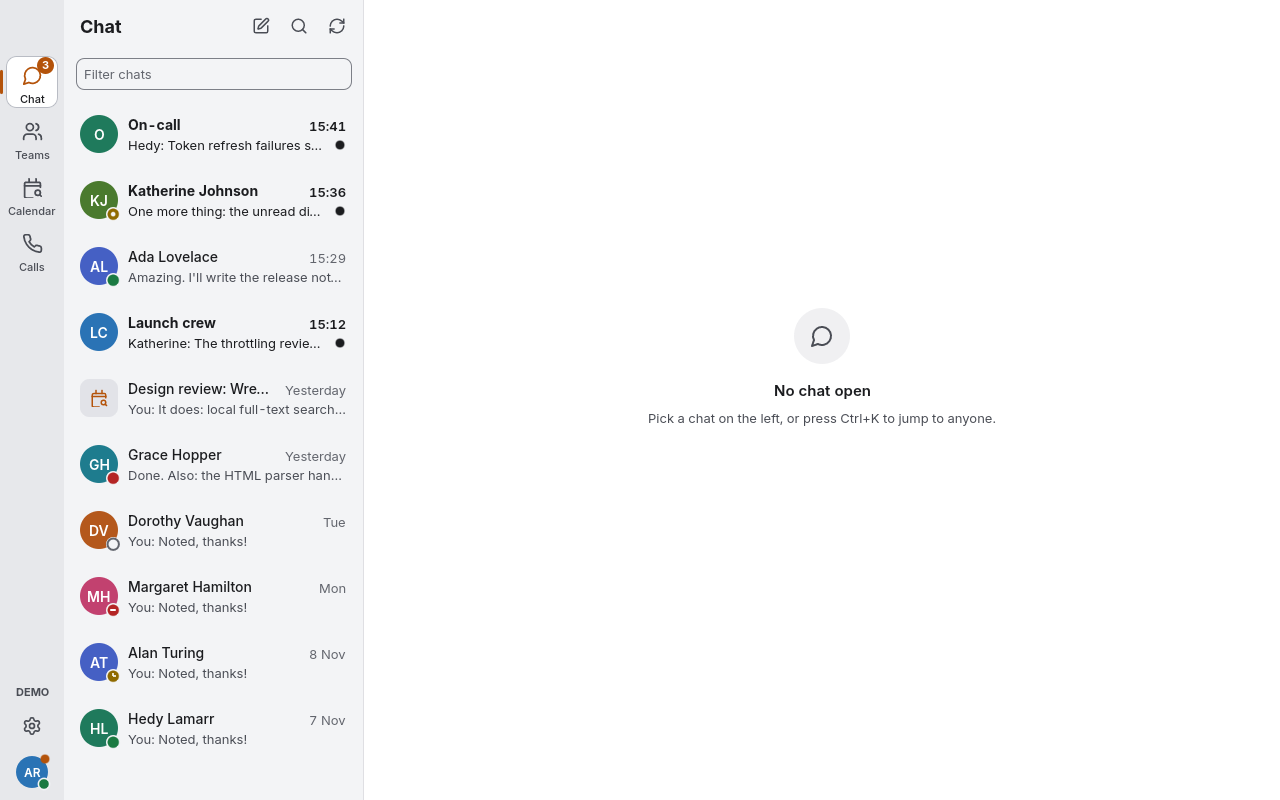 Chat
3
Chat
Teams
Calendar
Calls
DEMO
AR
Filter chats
O
On-call
15:41
Hedy: Token refresh failures s...
KJ
Katherine Johnson
15:36
One more thing: the unread di...
AL
Ada Lovelace
15:29
Amazing. I'll write the release not...
LC
Launch crew
15:12
Katherine: The throttling revie...
Design review: Wre...
Yesterday
You: It does: local full-text search...
GH
Grace Hopper
Yesterday
Done. Also: the HTML parser han...
DV
Dorothy Vaughan
Tue
You: Noted, thanks!
MH
Margaret Hamilton
Mon
You: Noted, thanks!
AT
Alan Turing
8 Nov
You: Noted, thanks!
HL
Hedy Lamarr
7 Nov
You: Noted, thanks!
No chat open
Pick a chat on the left, or press Ctrl+K to jump to anyone.